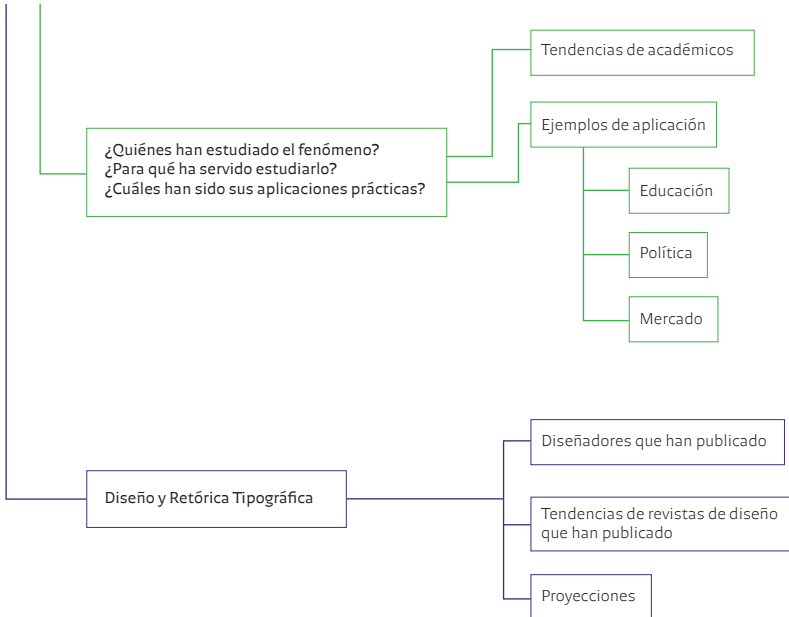 Tendencias de académicos
Ejemplos de aplicación
¿Quiénes han estudiado el fenómeno?
¿Para qué ha servido estudiarlo?
¿Cuáles han sido sus aplicaciones prácticas?
Educación
Política
Mercado
Diseñadores que han publicado
Diseño y Retórica Tipográfica
Tendencias de revistas de diseño
que han publicado
Proyecciones